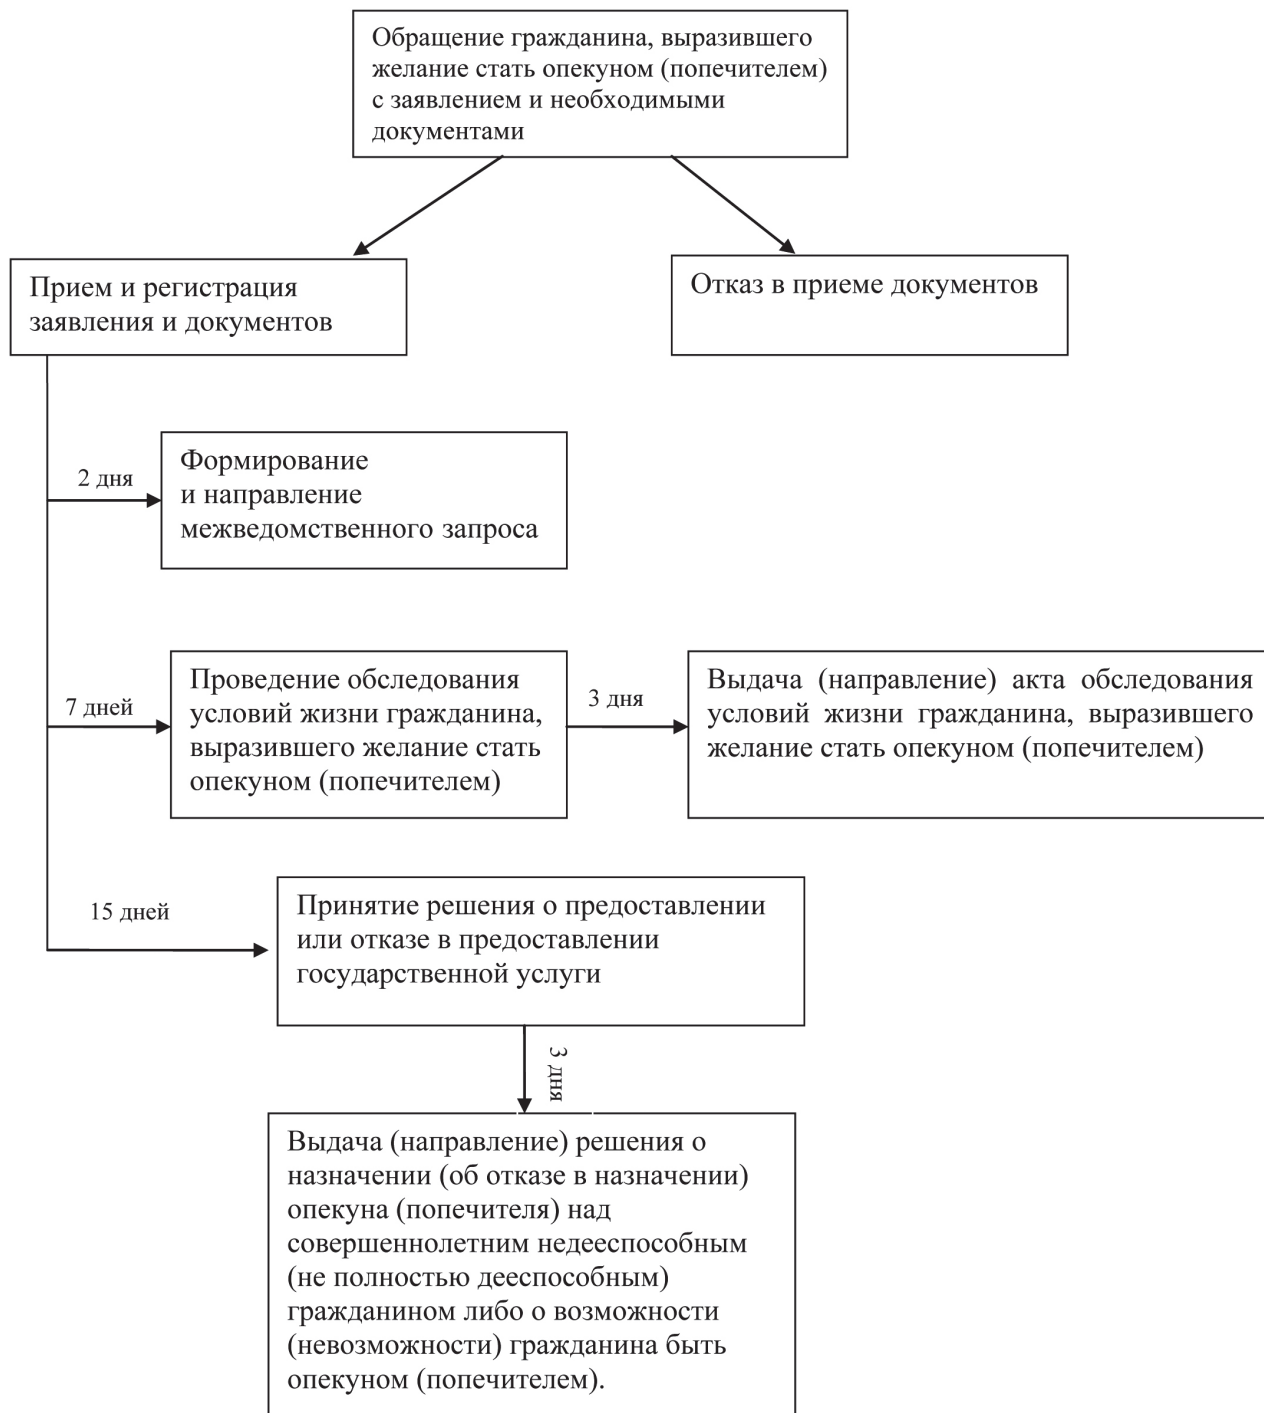 Обращение гражданина, выразившего
желание стать опекуном (попечителем)
с заявлением и необходимыми
документами
Прием и регистрация
заявления и документов
Отказ в приеме документов
2 дня
Формирование
и направление
межведомственного запроса
7 дней
Проведение обследования
условий жизни гражданина,
выразившего желание стать
опекуном (попечителем)
3 дня
Выдача (направление) акта обследования
условий жизни гражданина, выразившего
желание стать опекуном (попечителем)
15 дней
Принятие решения о предоставлении
или отказе в предоставлении
государственной услуги
3 дня
Выдача (направление) решения о
назначении (об отказе в назначении)
опекуна (попечителя) над
совершеннолетним недееспособным
(не полностью дееспособным)
гражданином либо о возможности
(невозможности) гражданина быть
опекуном (попечителем).